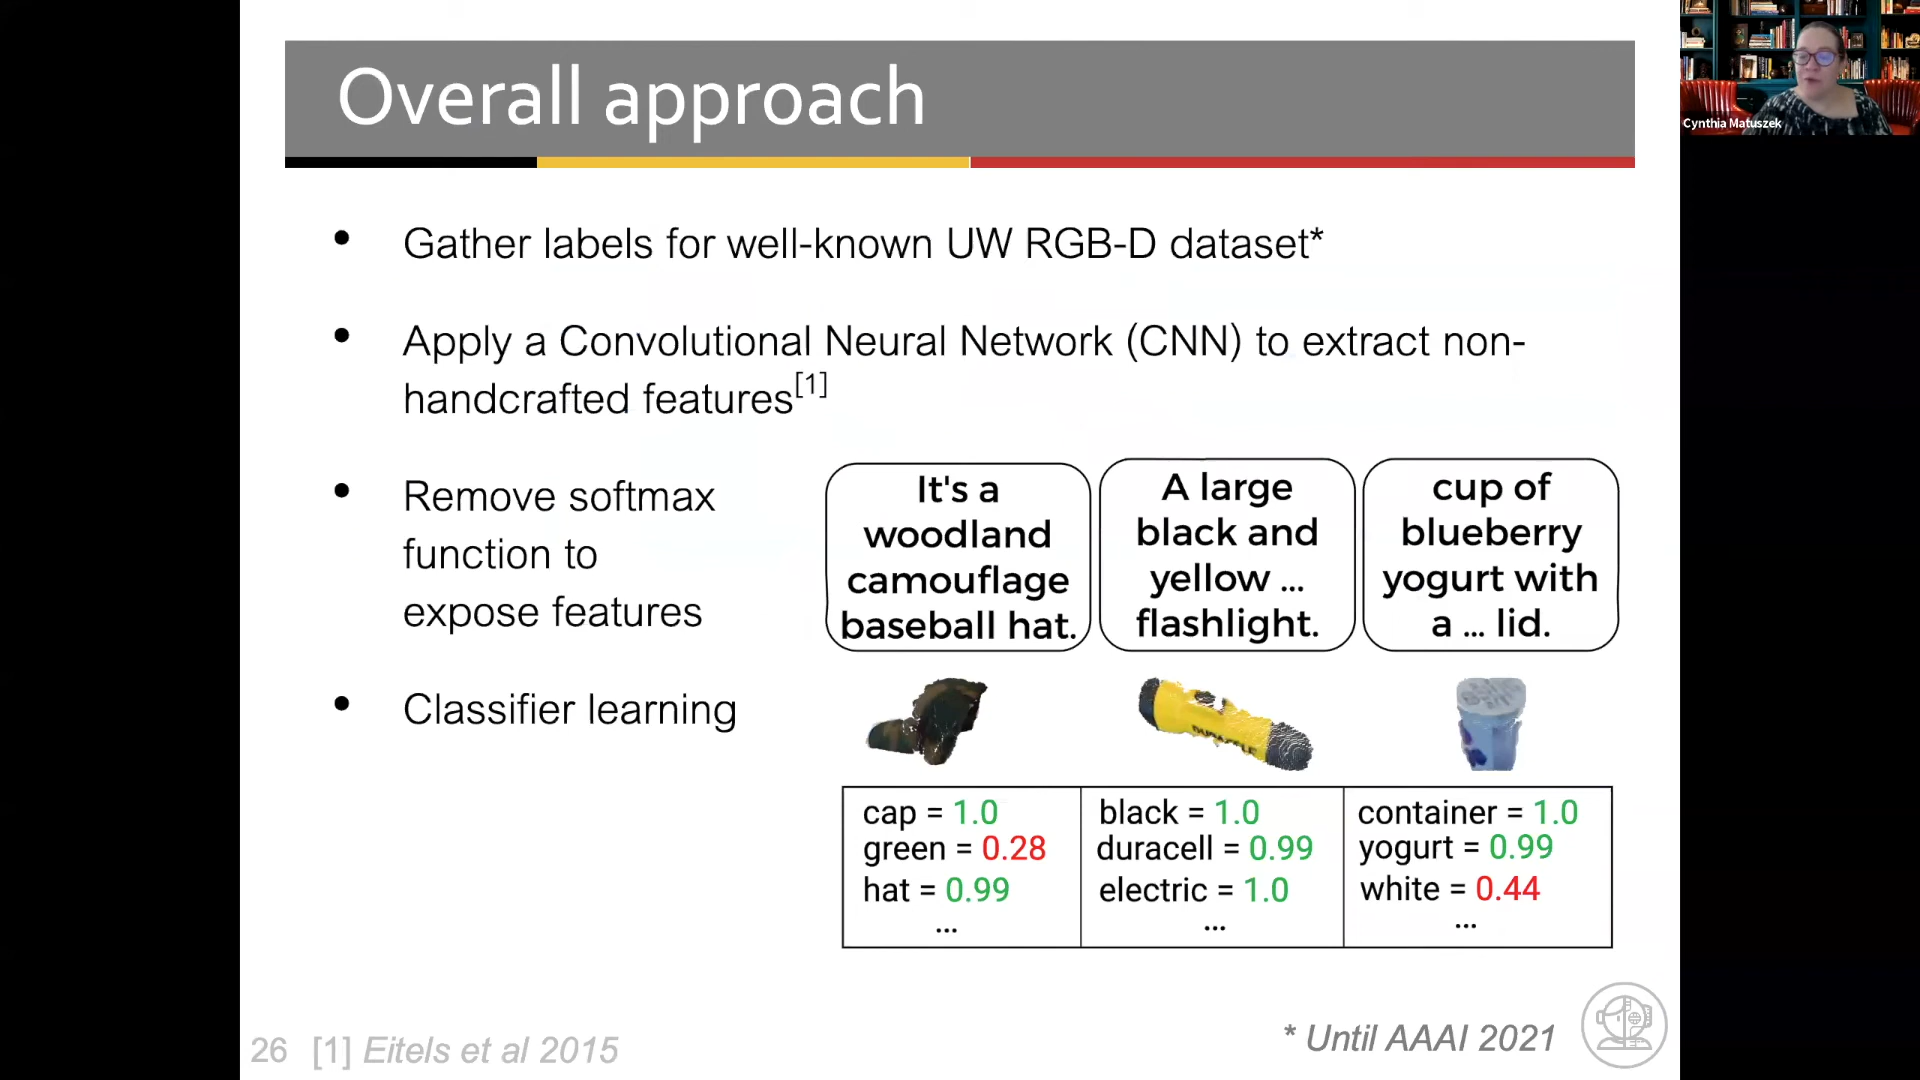 Overall approach
Cynthia Matuszek
• Gather labels for well-known UW RGB-D dataset*
• Apply a Convolutional Neural Network (CNN) to extract non-
handcrafted features[1]
• Remove softmax
function to
expose features
• Classifier learning
It's a
woodland
camouflage
baseball hat.
A large
black and
yellow ...
flashlight.
cup of
blueberry
yogurt with
a ... lid.
cap = 1.0
green = 0.28
hat = 0.99
...
black = 1.0
duracell = 0.99
electric = 1.0
...
container = 1.0
yogurt = 0.99
white = 0.44
...
26 [1] Eitels et al 2015
* Until AAAI 2021